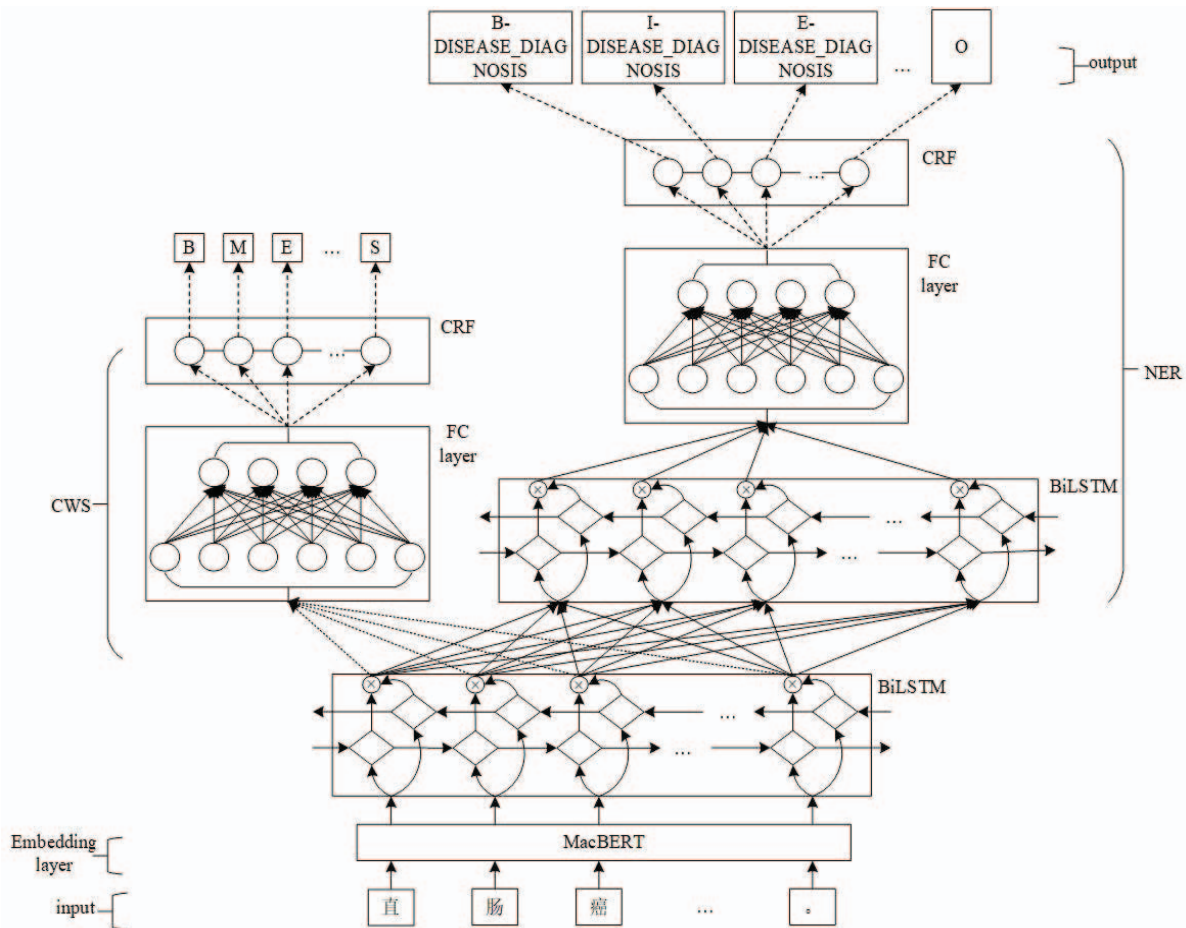 B-
DISEASE_DIAG
NOSIS
I-
DISEASE_DIAG
NOSIS
E-
DISEASE_DIAG
NOSIS
...
O
output
CRF
...
B
M
E
...
S
FC
layer
CRF
...
NER
FC
layer
CWS
BiLSTM
...
...
BiLSTM
...
...
Embedding
layer
MacBERT
input
直
肠
癌
...
。